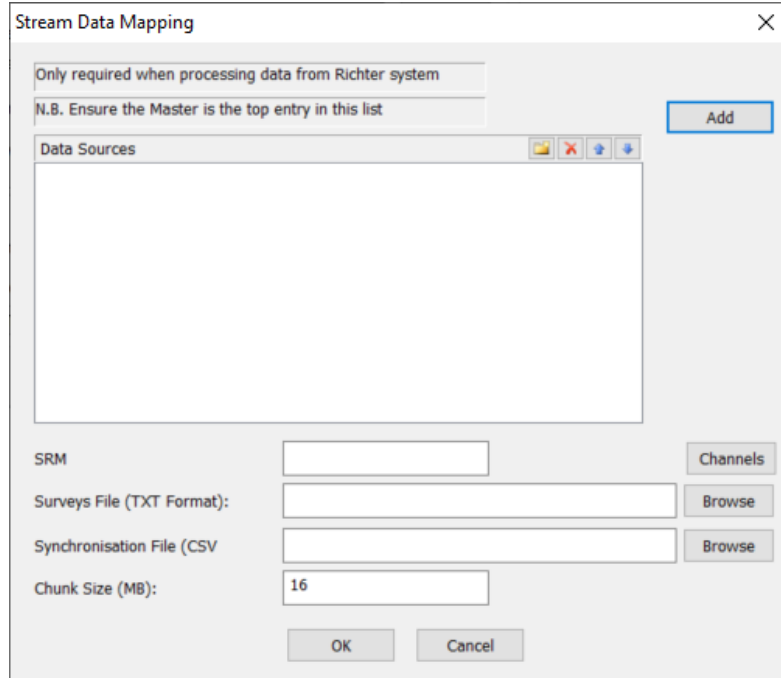 Stream Data Mapping
Only required when processing data from Richter system
N.B. Ensure the Master is the top entry in this list
Add
Data Sources
SRM
Channels
Surveys File (TXT Format):
Browse
Synchronisation File (CSV
Browse
Chunk Size (MB):
16
OK
Cancel